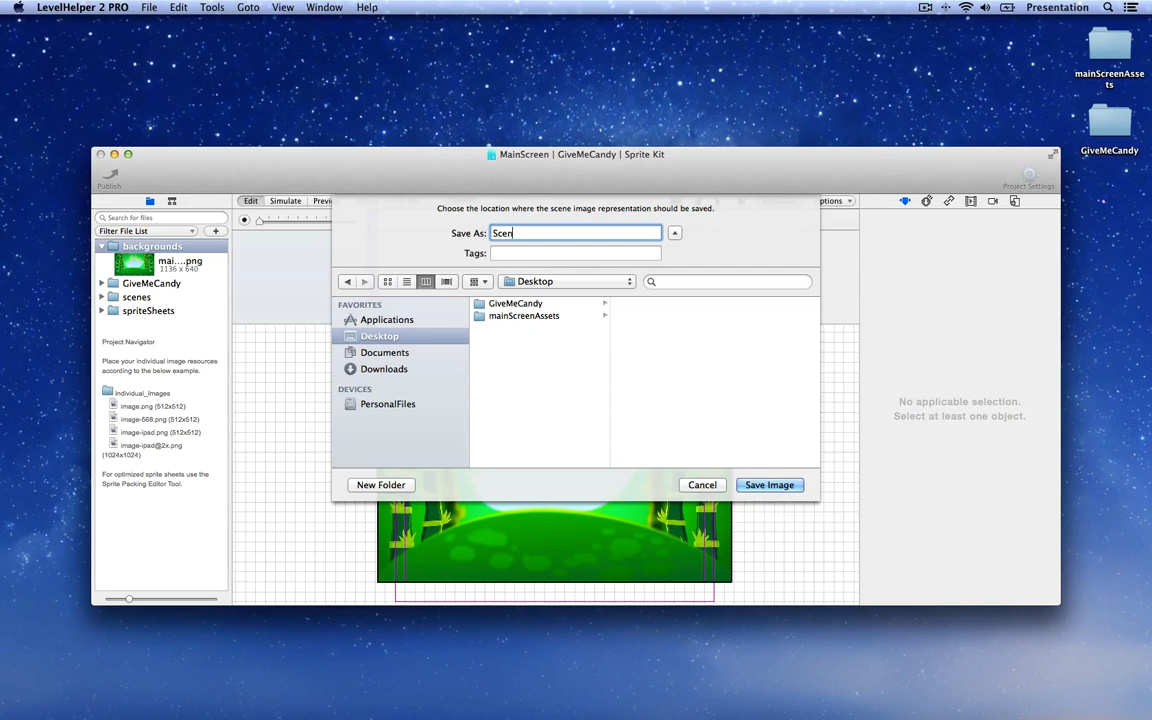 LevelHelper 2 PRO File Edit Tools Goto View Window Help Presentation
mainScreenAsse
ts
GiveMeCandy
MainScreen | GiveMeCandy | Sprite Kit
Publish
Project Settings
Edit Simulate Previ
ptions
Search for files
Filter File List
backgrounds
mai....png
1136 x 640
GiveMeCandy
scenes
spriteSheets
Project Navigator
Place your individual image resources
according to the below example.
Individual_Images
image.png (512x512)
image-568.png (512x512)
image-ipad.png (512x512)
image-ipad@2x.png
(1024x1024)
For optimized sprite sheets use the
Sprite Packing Editor Tool.
Choose the location where the scene image representation should be saved.
Save As: Scen
Tags:
Desktop
FAVORITES
Applications
Desktop
Documents
Downloads
DEVICES
PersonalFiles
GiveMeCandy
mainScreenAssets
New Folder
Cancel
Save Image
No applicable selection.
Select at least one object.